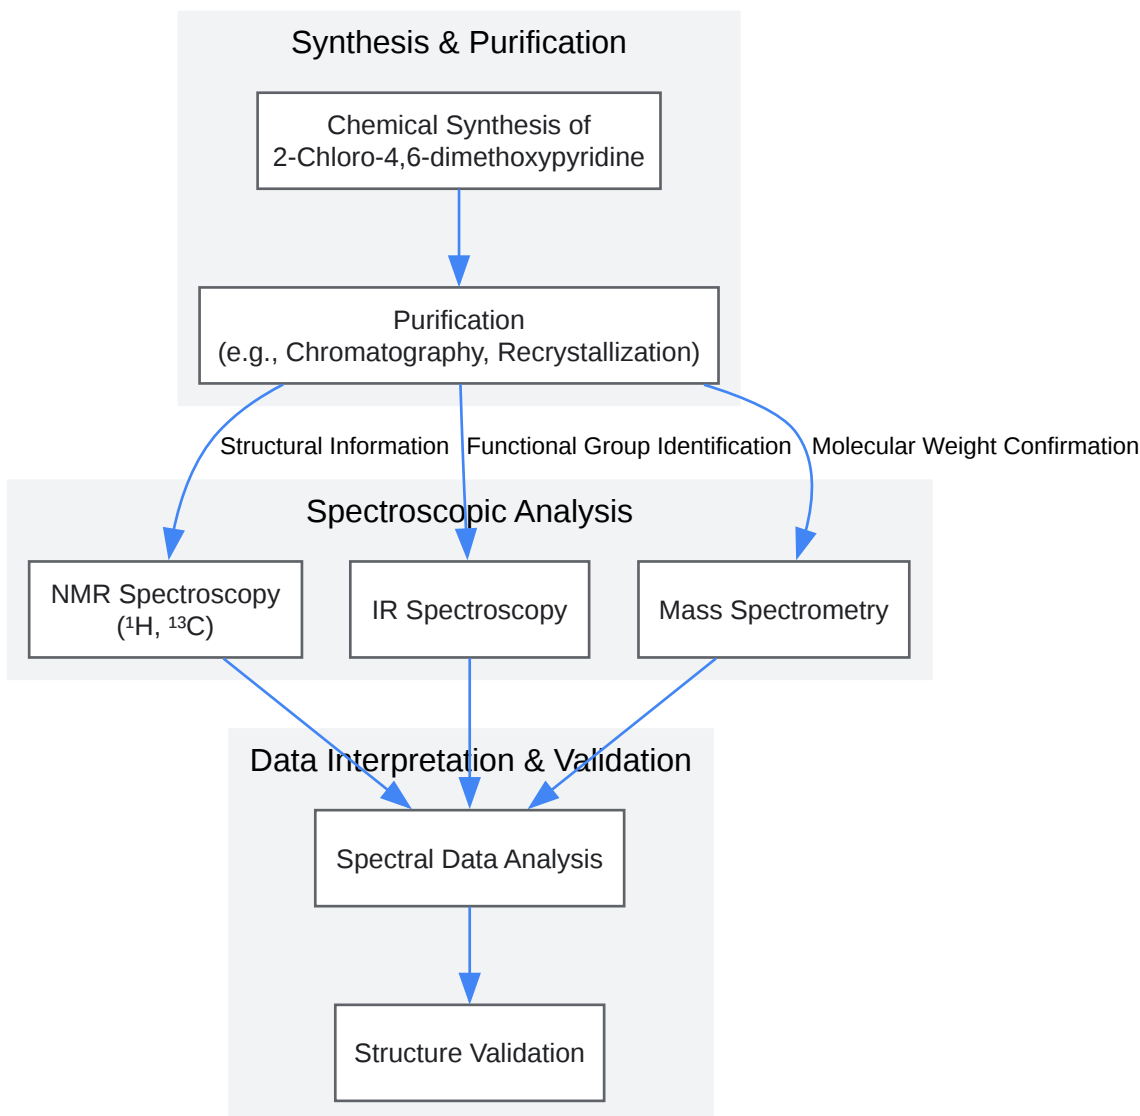 Synthesis & Purification
Chemical Synthesis of
2-Chloro-4,6-dimethoxypyridine
Purification
(e.g., Chromatography, Recrystallization)
Structural Information
Functional Group Identification
Molecular Weight Confirmation
Spectroscopic Analysis
NMR Spectroscopy
(¹H, ¹³C)
IR Spectroscopy
Mass Spectrometry
Data Interpretation & Validation
Spectral Data Analysis
Structure Validation